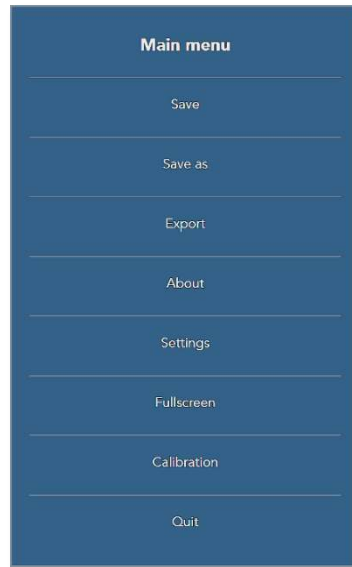 Main menu
Save
Save as
Export
About
Settings
Fullscreen
Calibration
Quit